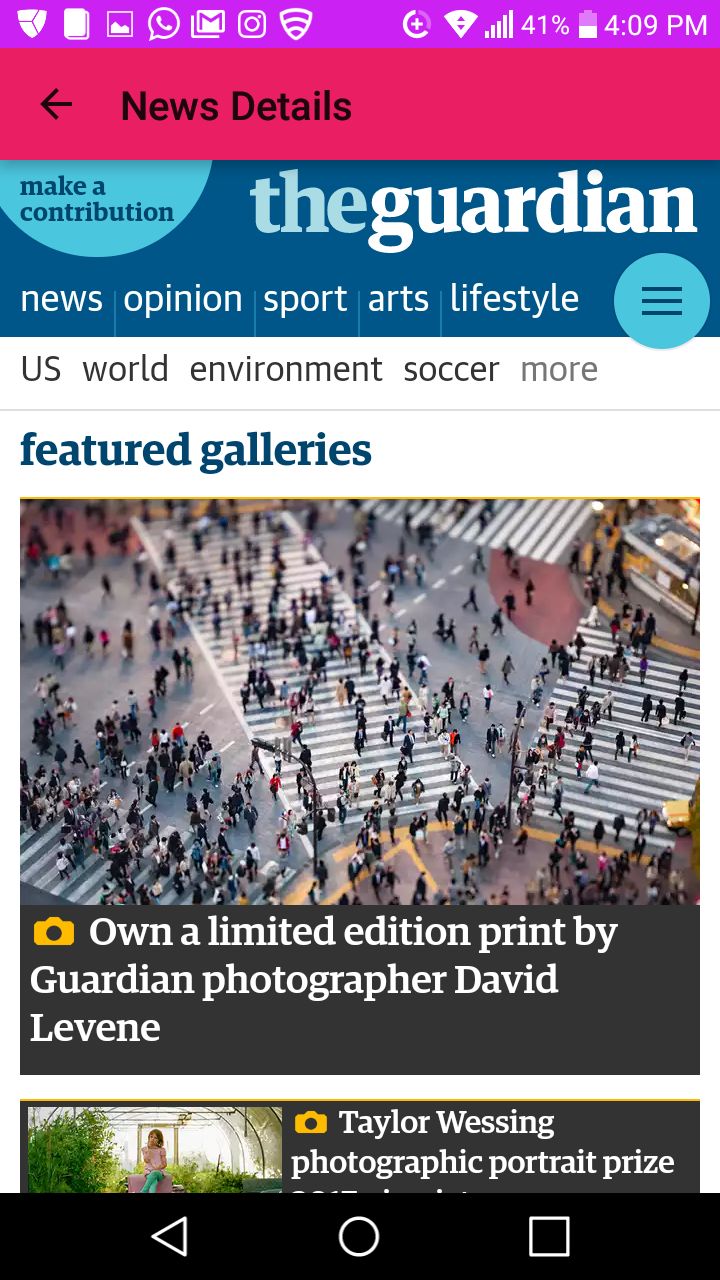 41% 4:09 PM
News Details
make a
contribution
theguardian
news opinion sport arts lifestyle
US world environment soccer more
featured galleries
Own a limited edition print by
Guardian photographer David
Levene
Taylor Wessing
photographic portrait prize